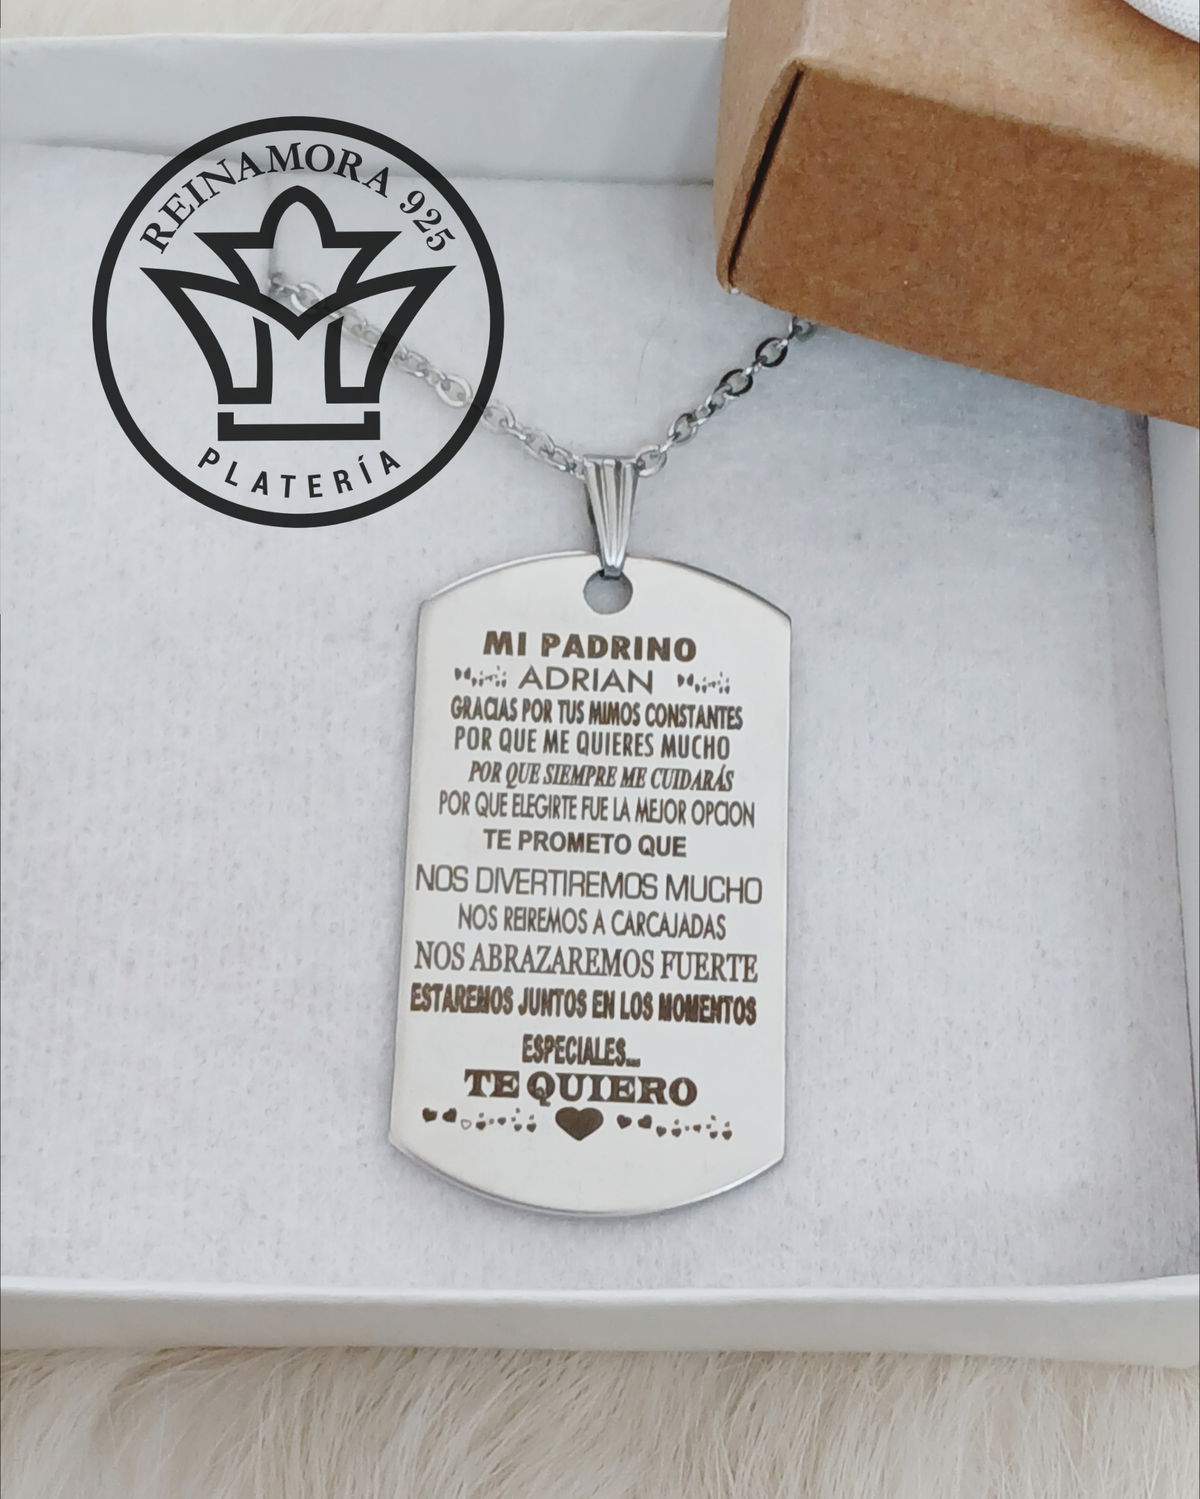 REINAMORA 925
PLATERÍA
MI PADRINO
ADRIAN
GRACIAS POR TUS MIMOS CONSTANTES
POR QUE ME QUIERES MUCHO
POR QUE SIEMPRE ME CUIDARÁS
POR QUE ELEGIRTE FUE LA MEJOR OPCION
TE PROMETO QUE
NOS DIVERTIREMOS MUCHO
NOS REIREMOS A CARCAJADAS
NOS ABRAZAREMOS FUERTE
ESTAREMOS JUNTOS EN LOS MOMENTOS
ESPECIALES...
TE QUIERO